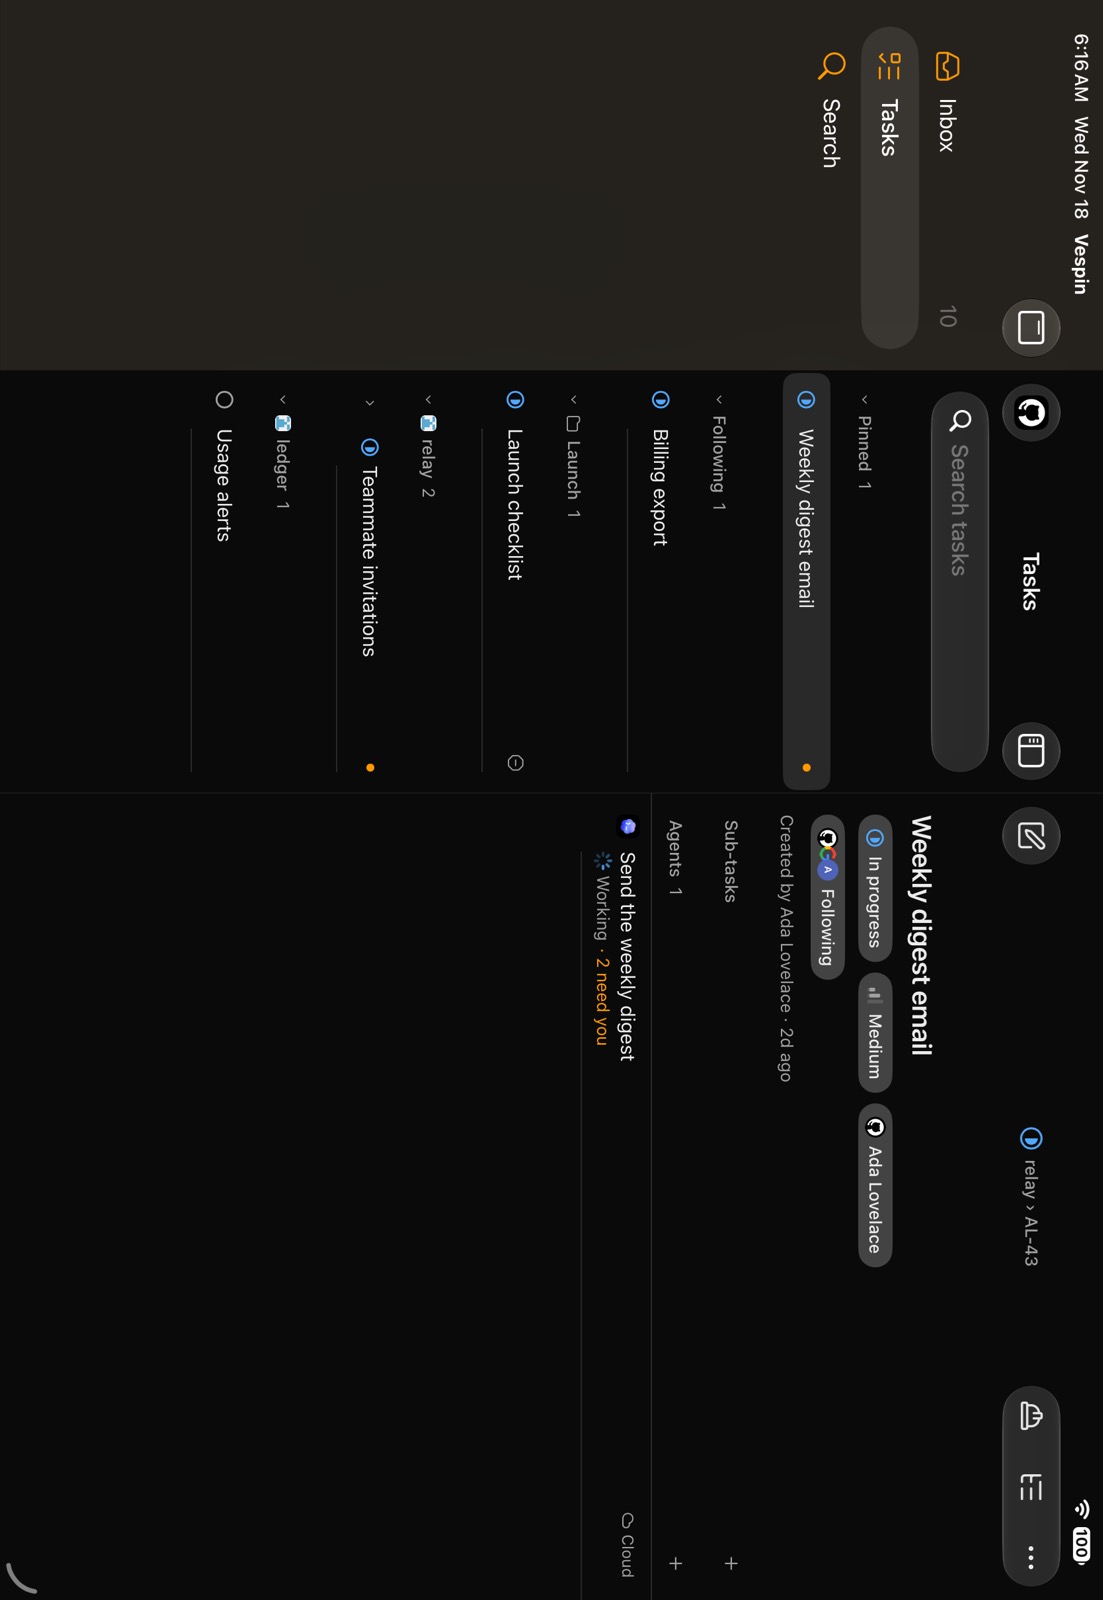 6:16 AM Wed Nov 18 Vespin
100
Inbox 10
Tasks
Search
Tasks
Search tasks
Pinned 1
Weekly digest email
Following 1
Billing export
Launch 1
Launch checklist
relay 2
Teammate invitations
ledger 1
Usage alerts
relay › AL-43
Weekly digest email
In progress Medium Ada Lovelace
A Following
Created by Ada Lovelace · 2d ago
Sub-tasks
Agents 1
Send the weekly digest Cloud
Working · 2 need you